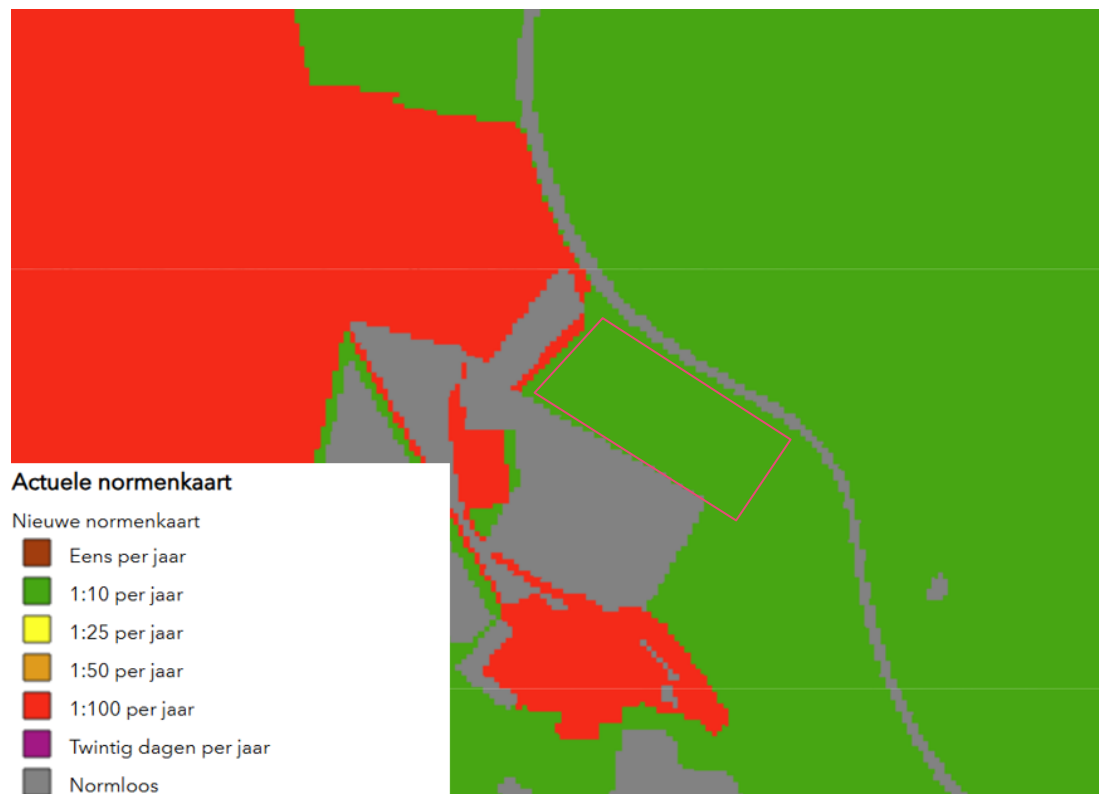 Actuele normenkaart
Nieuwe normenkaart
Eens per jaar
1:10 per jaar
1:25 per jaar
1:50 per jaar
1:100 per jaar
Twintig dagen per jaar
Normloos